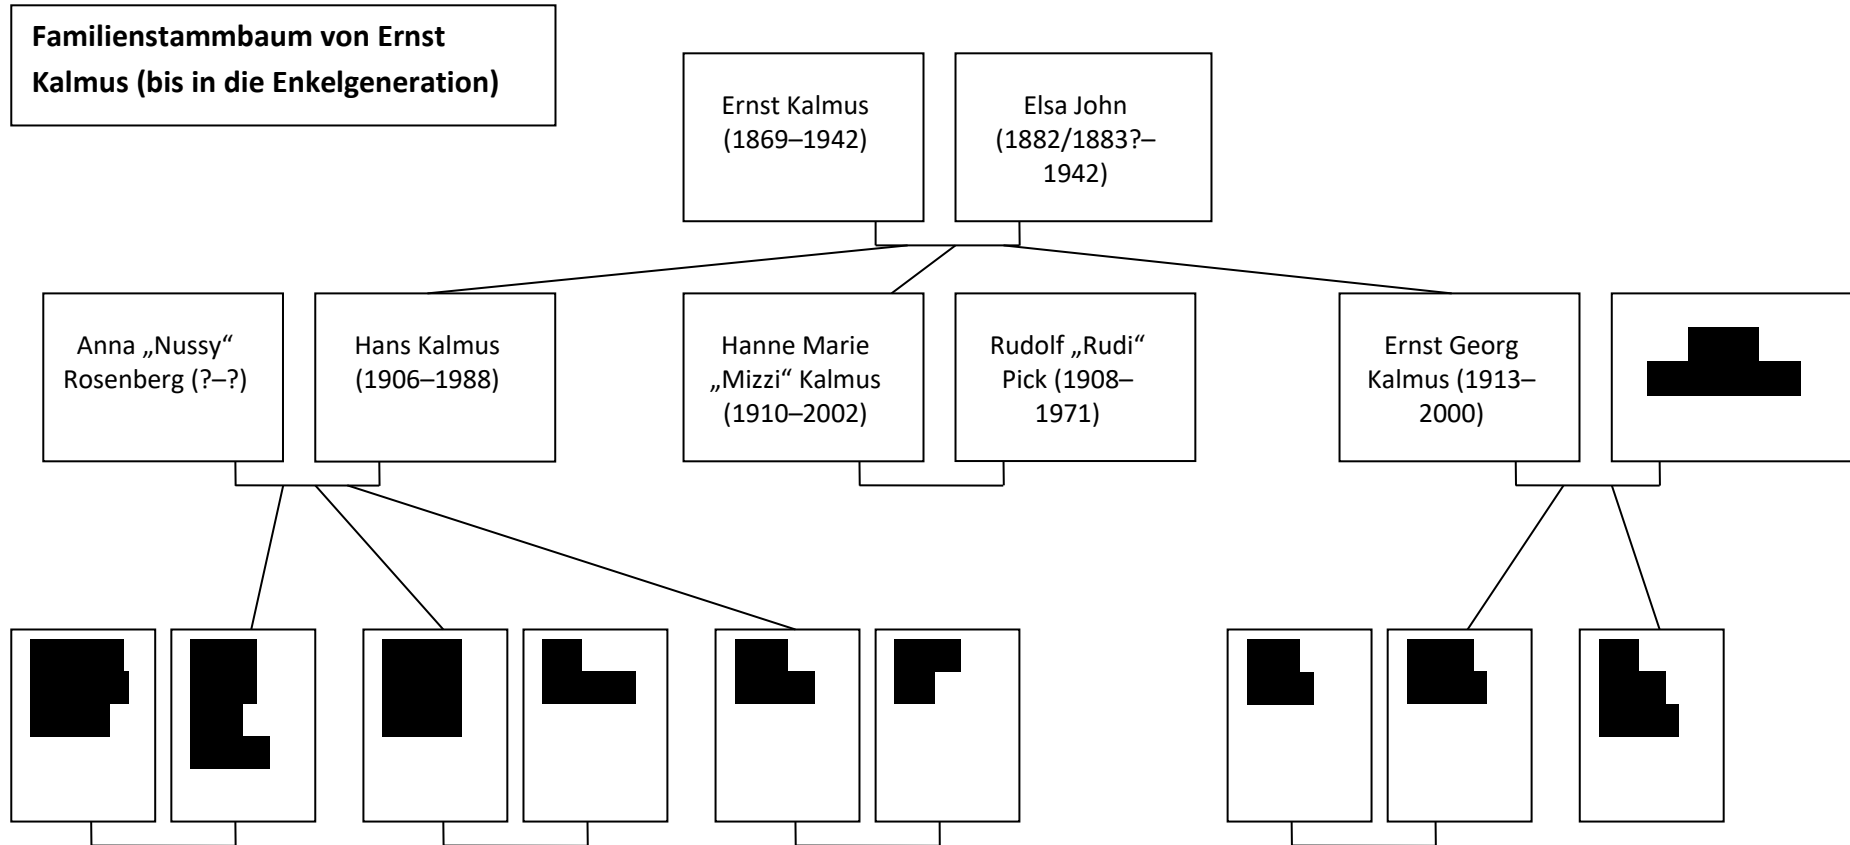 Familienstammbaum von Ernst
Kalmus (bis in die Enkelgeneration)
Ernst Kalmus
(1869–1942)
Elsa John
(1882/1883?–
1942)
Anna „Nussy“
Rosenberg (?–?)
Hans Kalmus
(1906–1988)
Hanne Marie
„Mizzi“ Kalmus
(1910–2002)
Rudolf „Rudi“
Pick (1908–
1971)
Ernst Georg
Kalmus (1913–
2000)